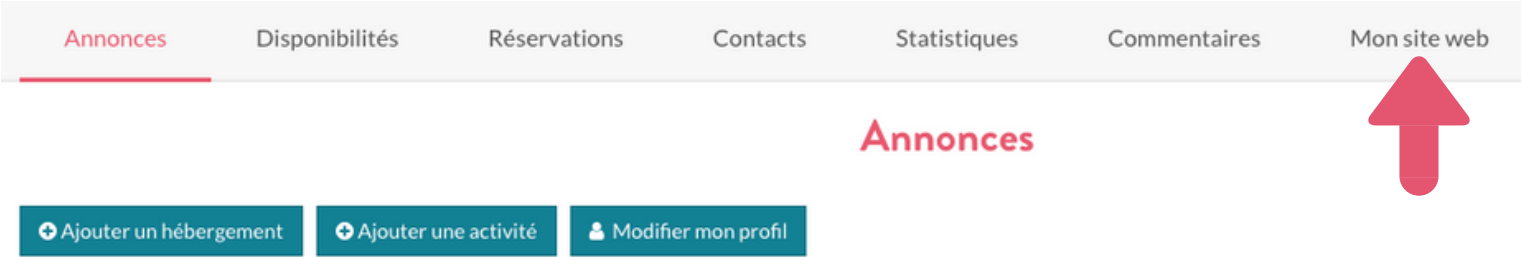 Annonces Disponibilités Réservations Contacts Statistiques Commentaires Mon site web
Annonces
Ajouter un hébergement Ajouter une activité Modifier mon profil